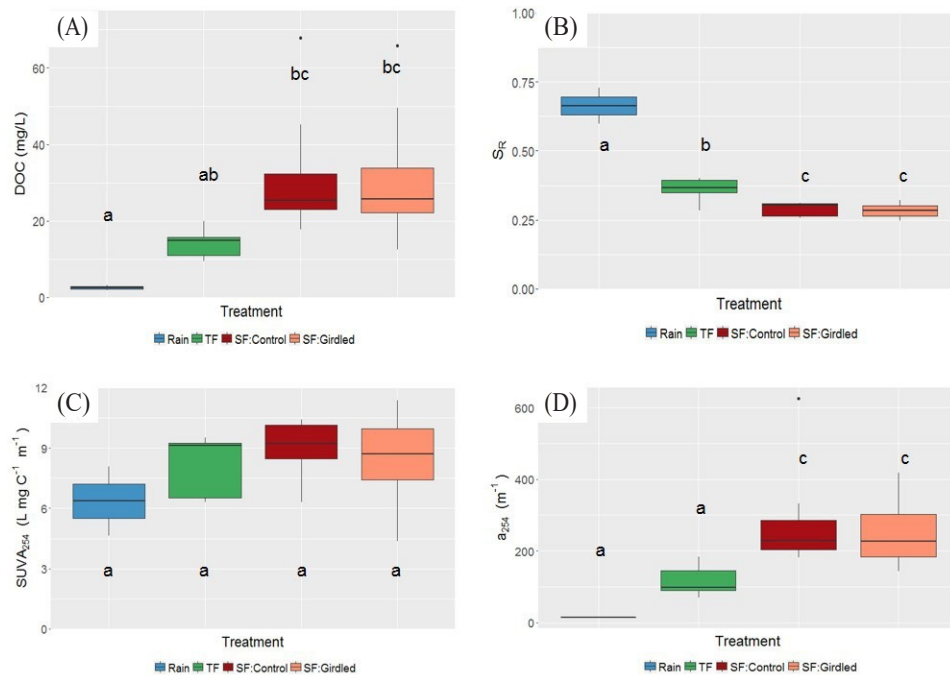 (A)
DOC (mg/L)
60
40
20
0
a
ab
bc
bc
Treatment
Rain TF SF:Control SF:Girdled
(B)
S_R
1.00
0.75
0.50
0.25
0.00
a
b
c
c
Treatment
Rain TF SF:Control SF:Girdled
(C)
SUVA₂₅₄ (L mg C⁻¹ m⁻¹)
12
9
6
3
0
a
a
a
a
Treatment
Rain TF SF:Control SF:Girdled
(D)
a₂₅₄ (m⁻¹)
600
400
200
0
a
a
c
c
Treatment
Rain TF SF:Control SF:Girdled